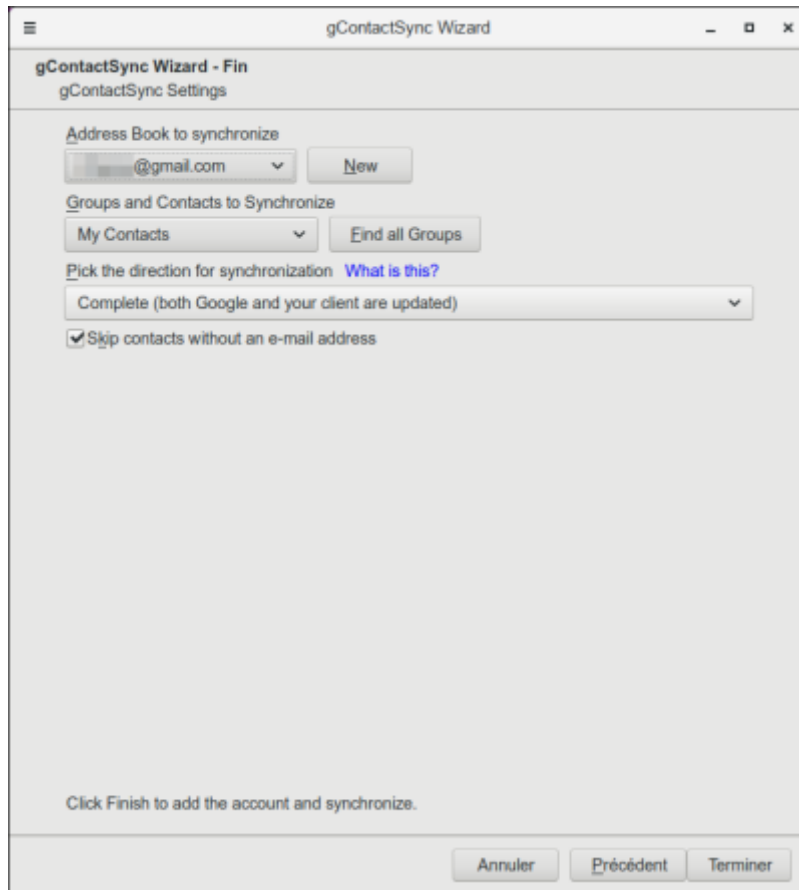 gContactSync Wizard
gContactSync Wizard - Fin
gContactSync Settings
Address Book to synchronize
@gmail.com New
Groups and Contacts to Synchronize
My Contacts Find all Groups
Pick the direction for synchronization What is this?
Complete (both Google and your client are updated)
Skip contacts without an e-mail address
Click Finish to add the account and synchronize.
Annuler Précédent Terminer